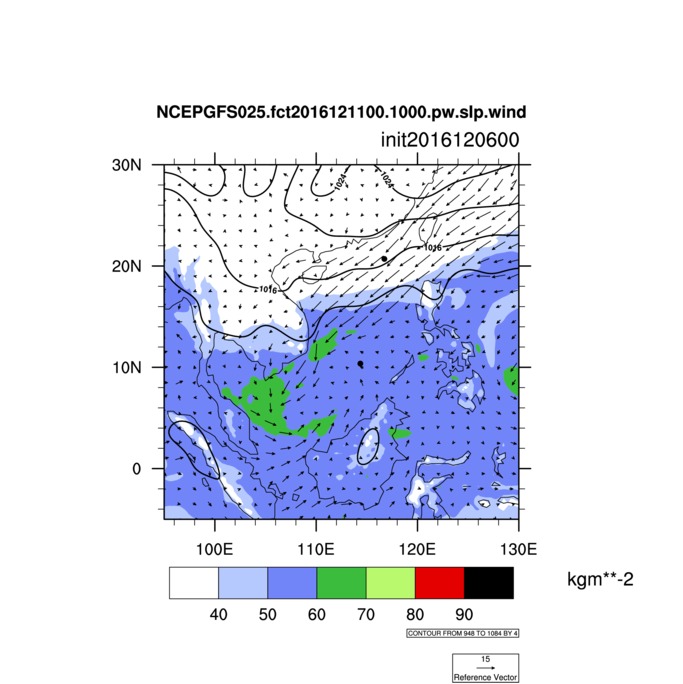 NCEPGFS025.fct2016121100.1000.pw.slp.wind
init2016120600
30N
1024
1024
1016
20N
1016
10N
0
100E 110E 120E 130E
kgm**-2
40 50 60 70 80 90
CONTOUR FROM 948 TO 1084 BY 4
15
Reference Vector